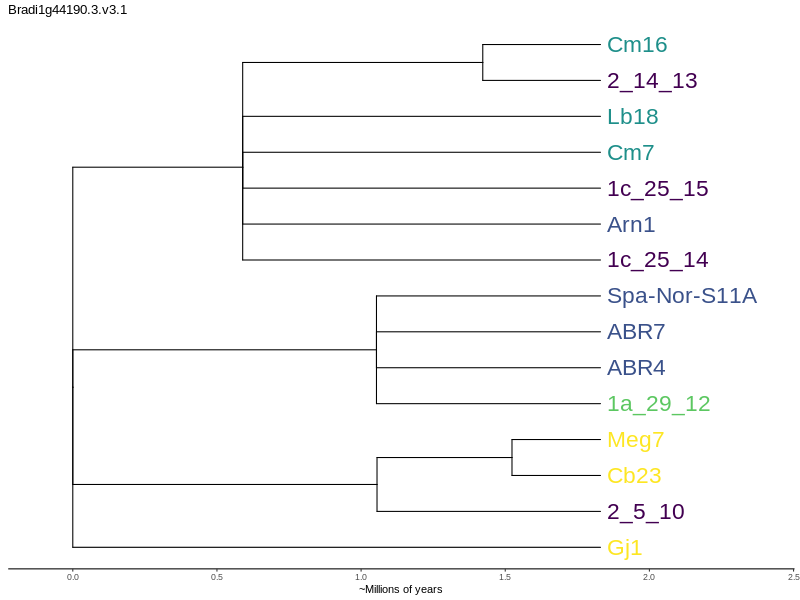 Bradi1g44190.3.v3.1
Cm16
2_14_13
Lb18
Cm7
1c_25_15
Arn1
1c_25_14
Spa-Nor-S11A
ABR7
ABR4
1a_29_12
Meg7
Cb23
2_5_10
Gj1
0.0 0.5 1.0 1.5 2.0 2.5
~Millions of years